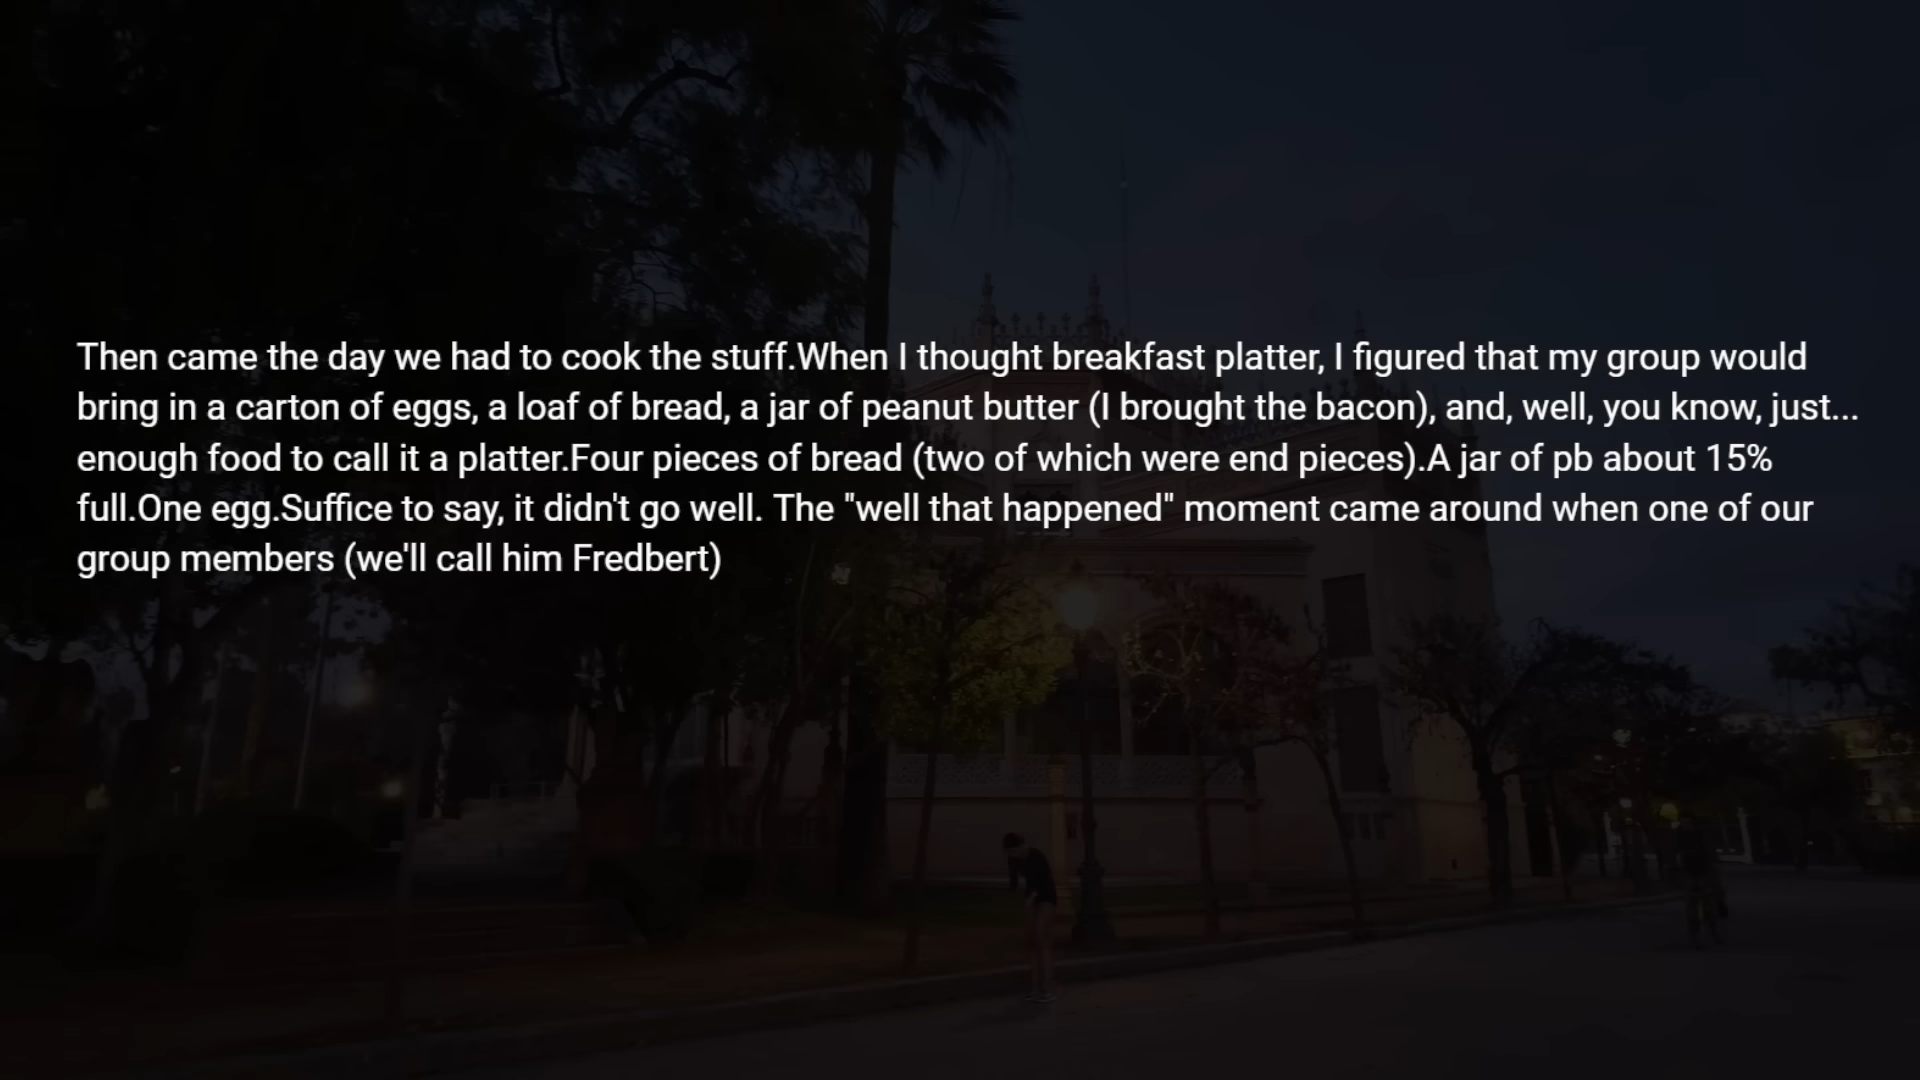 Then came the day we had to cook the stuff.When I thought breakfast platter, I figured that my group would
bring in a carton of eggs, a loaf of bread, a jar of peanut butter (I brought the bacon), and, well, you know, just...
enough food to call it a platter.Four pieces of bread (two of which were end pieces).A jar of pb about 15%
full.One egg.Suffice to say, it didn't go well. The "well that happened" moment came around when one of our
group members (we'll call him Fredbert)